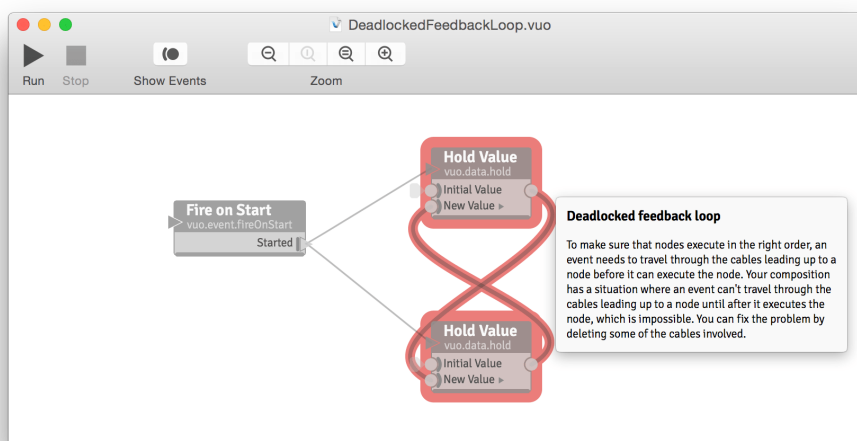 DeadlockedFeedbackLoop.vuo
Run
Stop
Show Events
Zoom
Fire on Start
vuo.event.fireOnStart
Started
Hold Value
vuo.data.hold
Initial Value
New Value
Hold Value
vuo.data.hold
Initial Value
New Value
Deadlocked feedback loop
To make sure that nodes execute in the right order, an
event needs to travel through the cables leading up to a
node before it can execute the node. Your composition
has a situation where an event can't travel through the
cables leading up to a node until after it executes the
node, which is impossible. You can fix the problem by
deleting some of the cables involved.